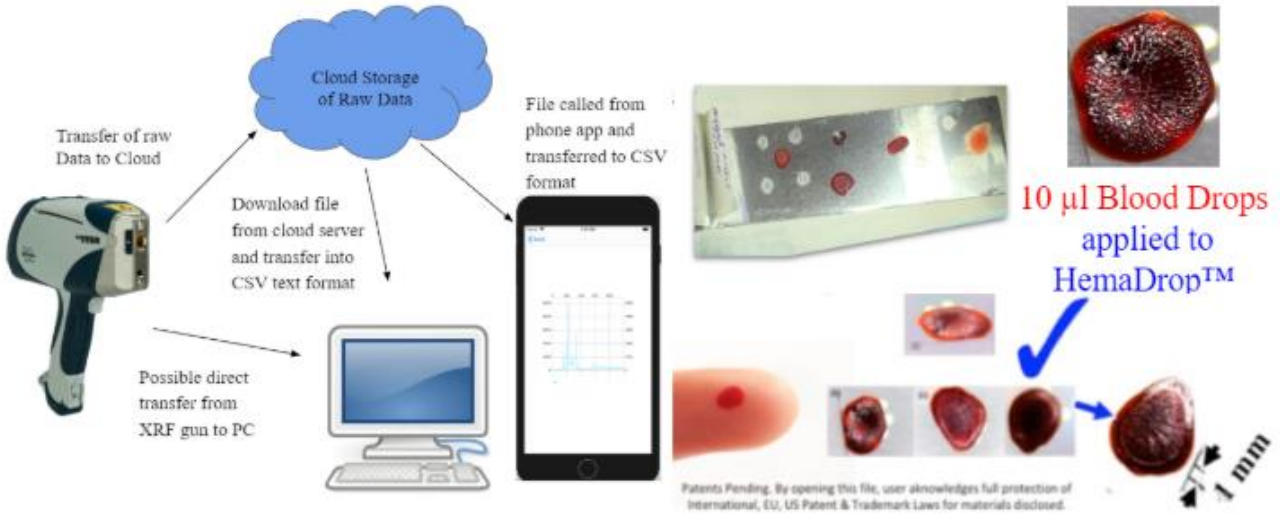 Cloud Storage
of Raw Data
Transfer of raw
Data to Cloud
File called from
phone app and
transferred to CSV
format
Download file
from cloud server
and transfer into
CSV text format
Possible direct
transfer from
XRF gun to PC
10 µl Blood Drops
applied to
HemaDrop™
1 mm
Patents Pending. By opening this file, user aknowledges full protection of
International, EU, US Patent & Trademark Laws for materials disclosed.